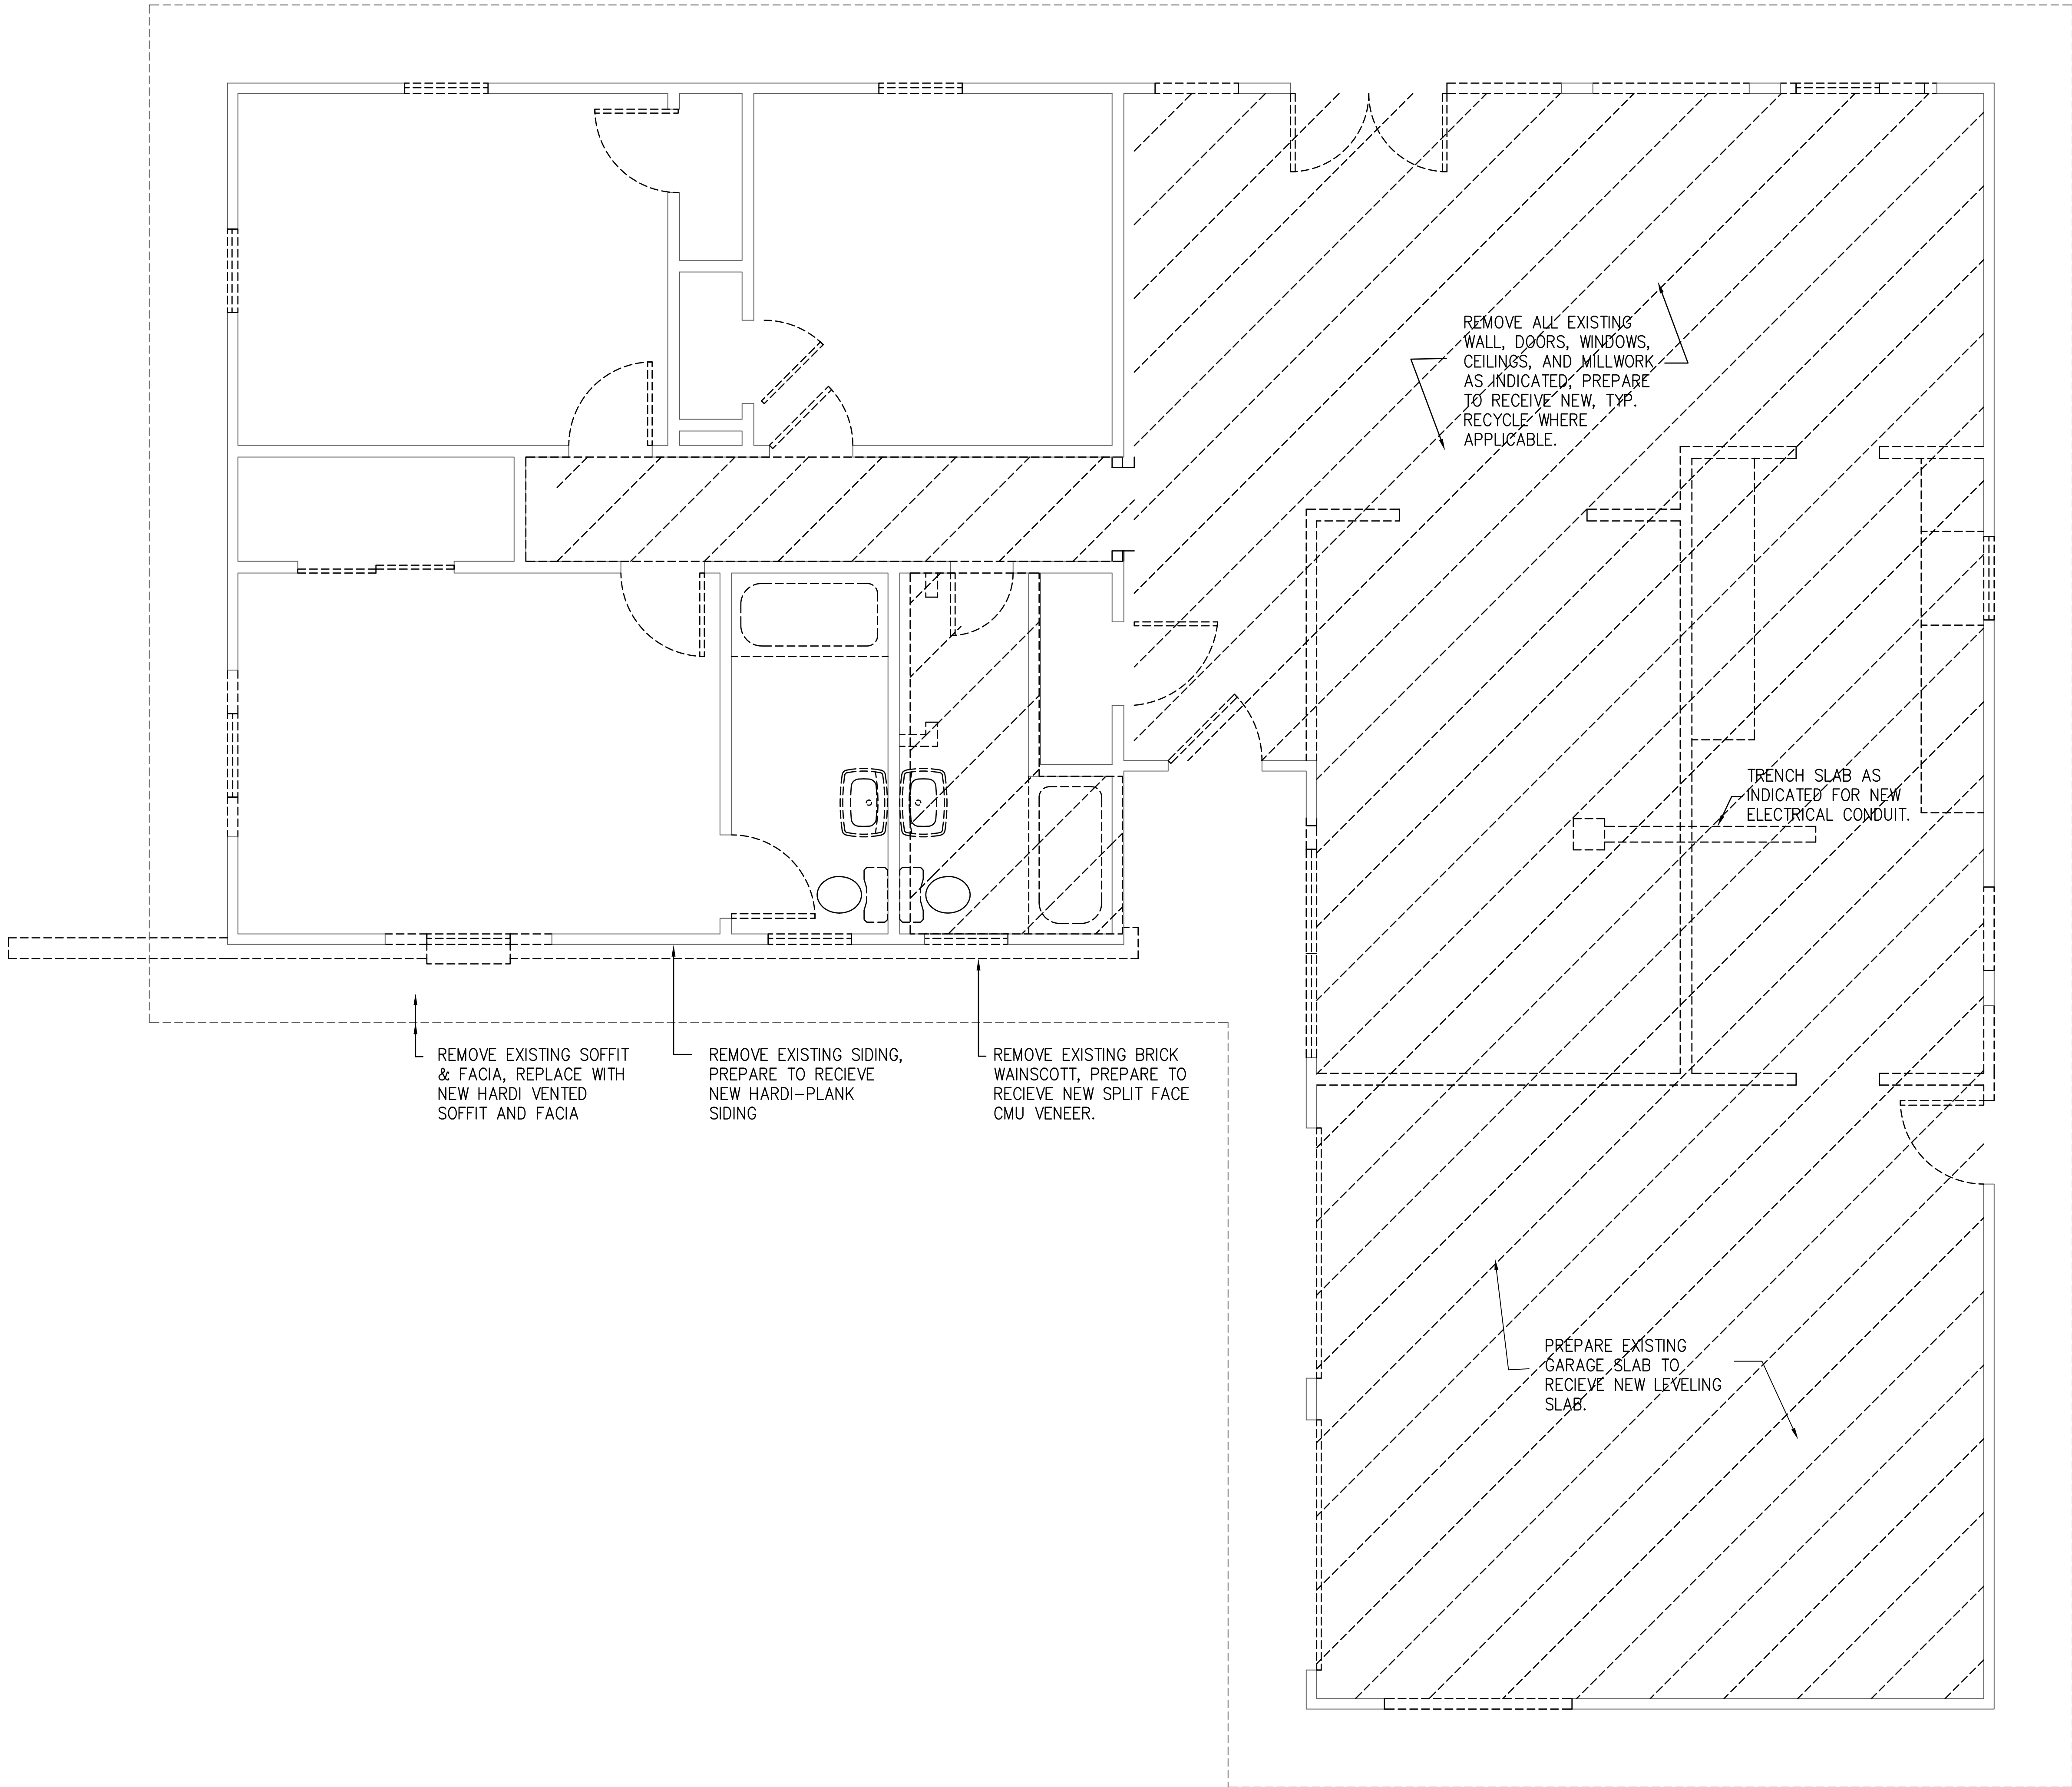 REMOVE ALL EXISTING
WALL, DOORS, WINDOWS,
CEILINGS, AND MILLWORK
AS INDICATED, PREPARE
TO RECEIVE NEW, TYP.
RECYCLE WHERE
APPLICABLE.
TRENCH SLAB AS
INDICATED FOR NEW
ELECTRICAL CONDUIT.
REMOVE EXISTING SOFFIT
& FACIA, REPLACE WITH
NEW HARDI VENTED
SOFFIT AND FACIA
REMOVE EXISTING SIDING,
PREPARE TO RECIEVE
NEW HARDI-PLANK
SIDING
REMOVE EXISTING BRICK
WAINSCOTT, PREPARE TO
RECIEVE NEW SPLIT FACE
CMU VENEER.
PREPARE EXISTING
GARAGE SLAB TO
RECIEVE NEW LEVELING
SLAB.